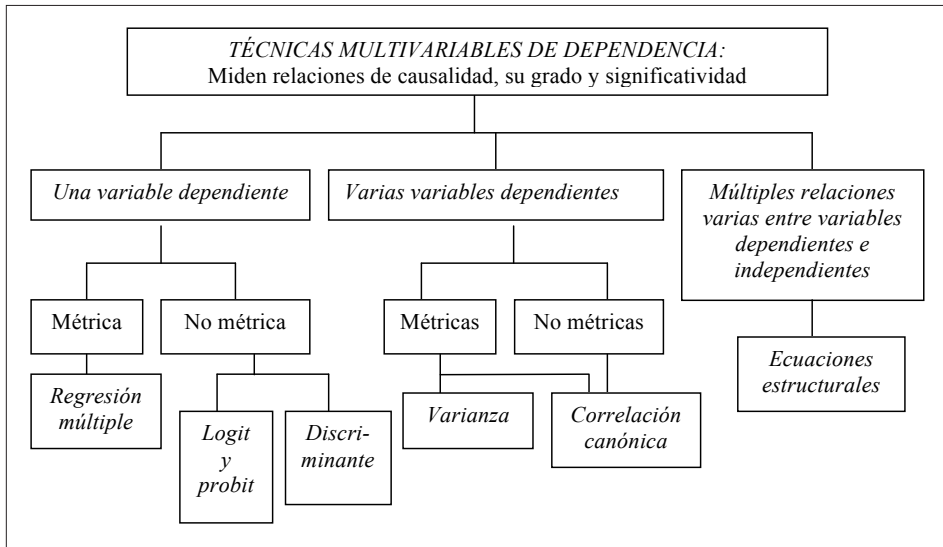 TÉCNICAS MULTIVARIABLES DE DEPENDENCIA:
Miden relaciones de causalidad, su grado y significatividad
Una variable dependiente
Varias variables dependientes
Múltiples relaciones
varias entre variables
dependientes e
independientes
Métrica
No métrica
Métricas
No métricas
Ecuaciones
estructurales
Regresión
múltiple
Logit
y
probit
Discri-
minante
Varianza
Correlación
canónica